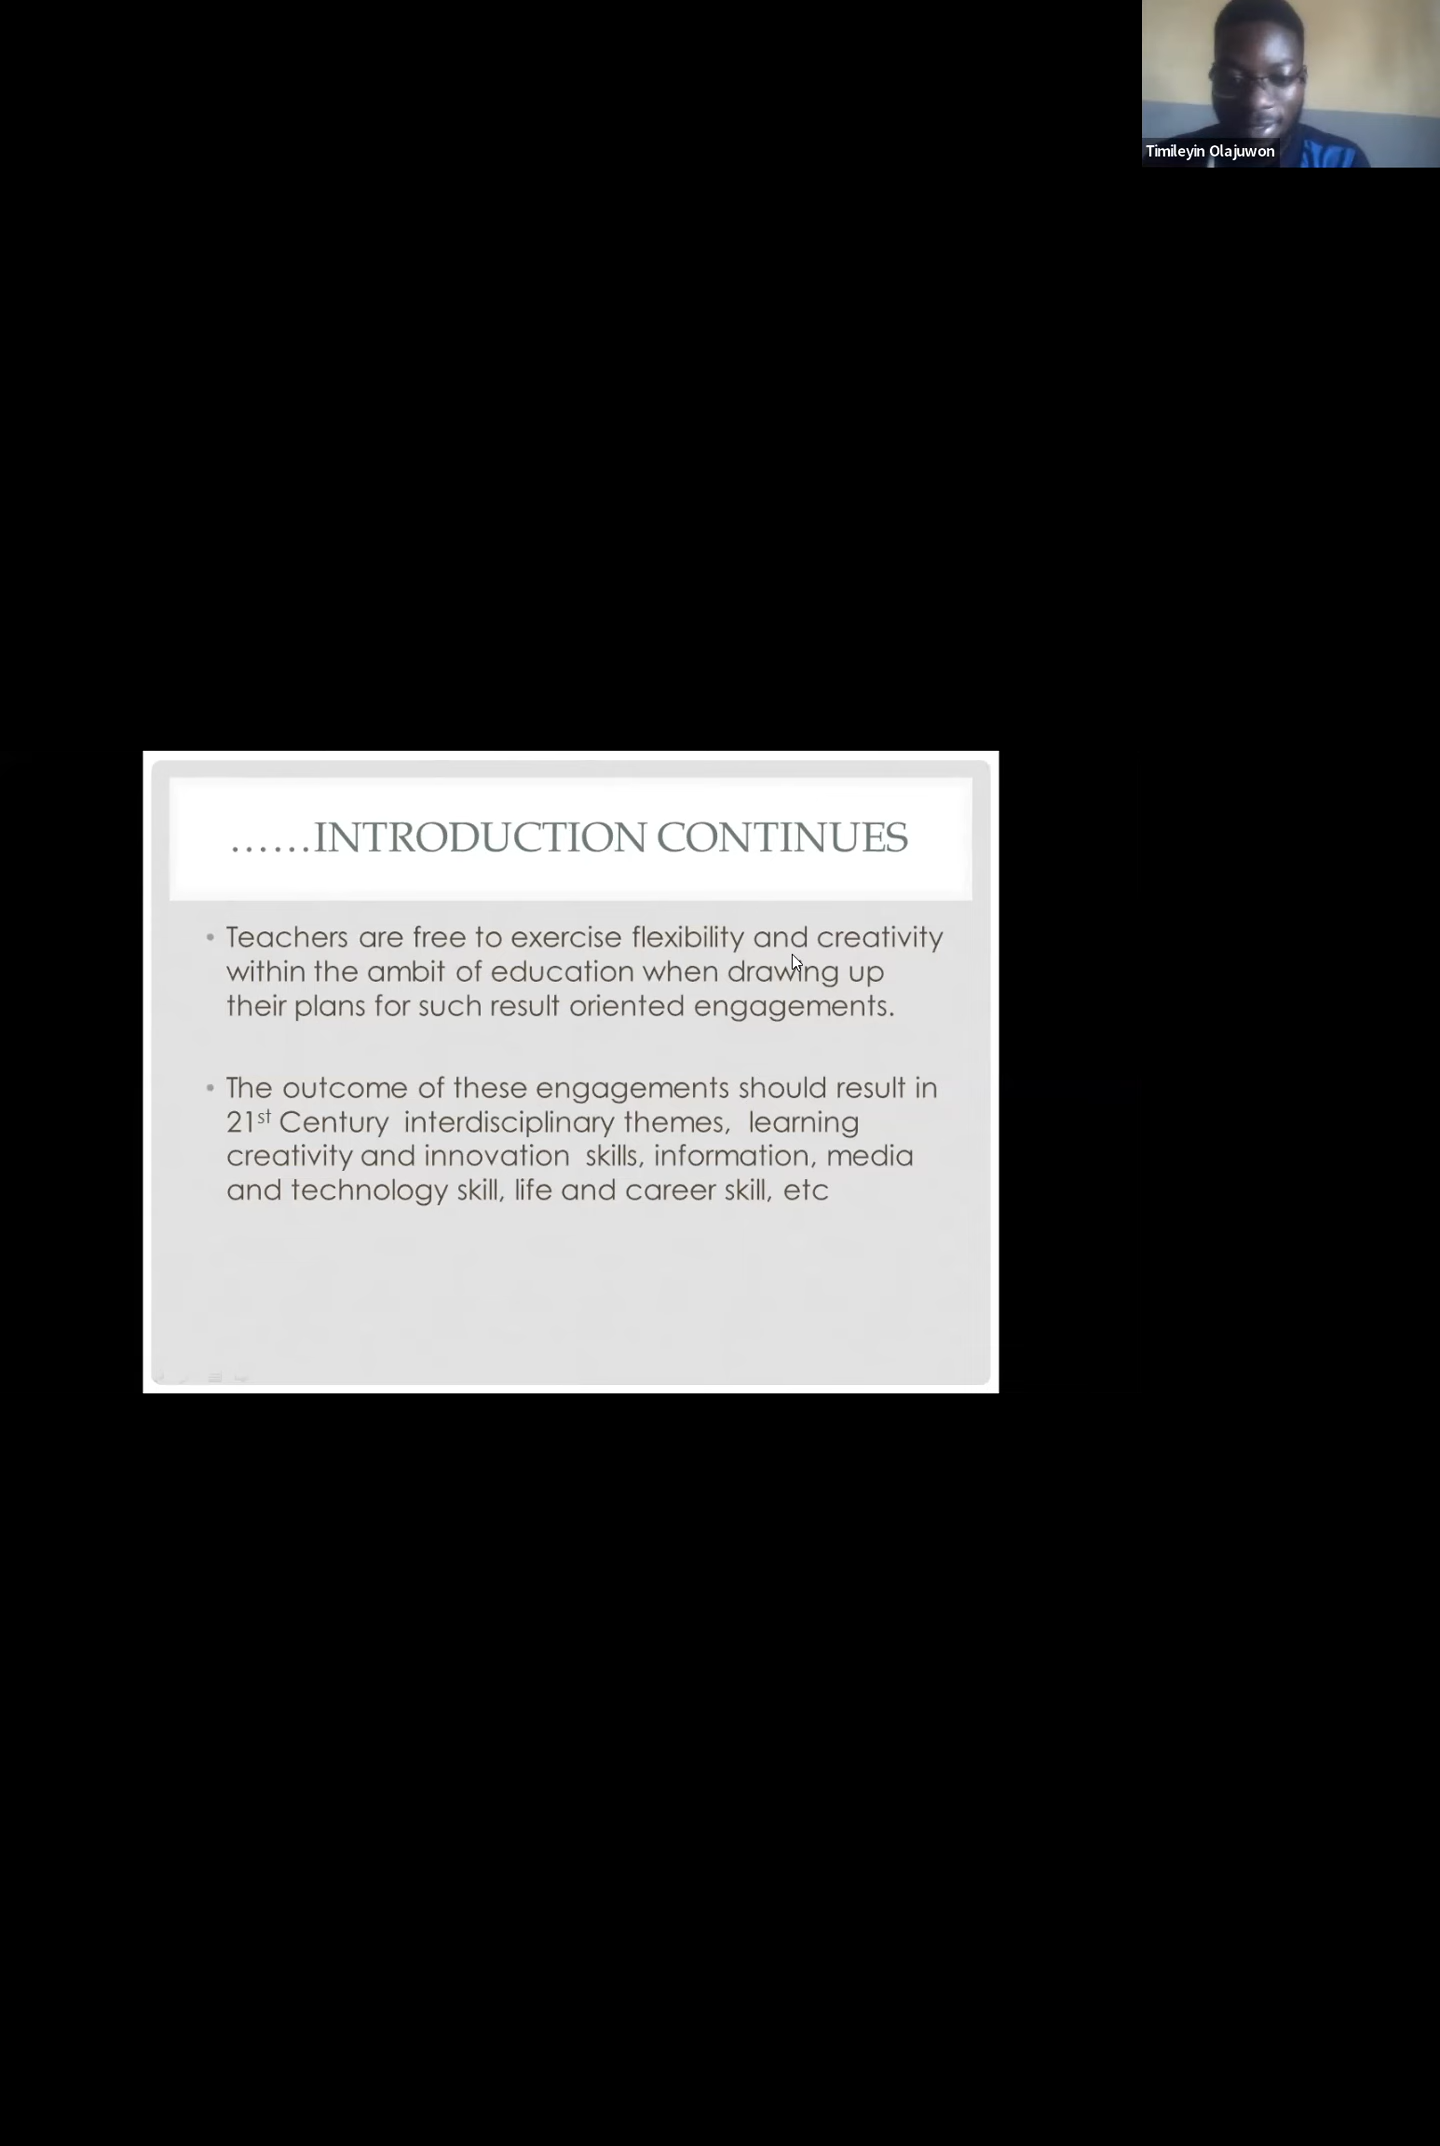 Timileyin Olajuwon
......INTRODUCTION CONTINUES
• Teachers are free to exercise flexibility and creativity
within the ambit of education when drawing up
their plans for such result oriented engagements.
• The outcome of these engagements should result in
21st Century interdisciplinary themes, learning
creativity and innovation skills, information, media
and technology skill, life and career skill, etc